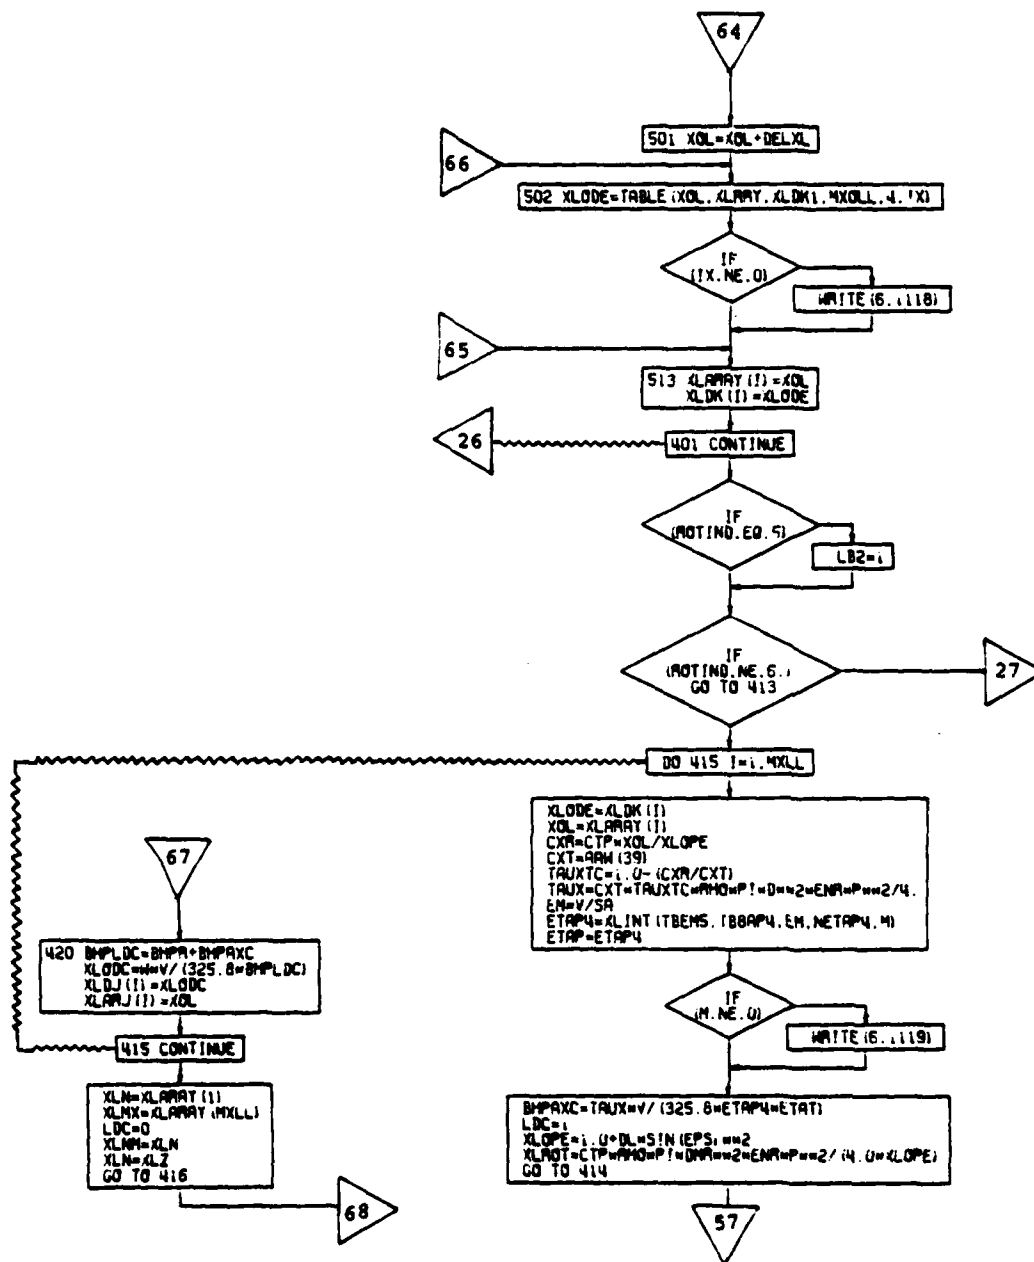 64
501 XOL=XOL+DELXL
66
502 XLODE=TABLE(XOL,XLARY,XLDK1,MXOLL,4,IX)
IF
(IX.NE.0)
WRITE(6,1118)
65
513 XLARAY(I)=XOL
XLDK(I)=XLODE
26
401 CONTINUE
IF
(ROTIND.EQ.5)
LB2=1
IF
(ROTIND.NE.6.)
GO TO 413
27
DO 415 I=1,MXLL
XLODE=XLDK(I)
XOL=XLARAY(I)
CXR=CTP*XOL/XLOPE
CXT=ARW(39)
TAUXTC=1.0-(CXR/CXT)
TAUX=CXT*TAUXTC*RHO*PI*D**2*ENR*P**2/4.
EM=V/SA
ETAP4=XLINT(TBEM5,TB8AP4,EM,NETAP4,M)
ETAP=ETAP4
67
420 BHPLDC=BHPR+BHPAXC
XLODC=W*V/(325.8*BHPLDC)
XLDJ(I)=XLODC
XLARJ(I)=XOL
IF
(M.NE.0)
WRITE(6,1119)
415 CONTINUE
XLN=XLARAY(1)
XLMX=XLARAY(MXLL)
LDC=0
XLNM=XLN
XLN=XLZ
GO TO 416
68
BHPAXC=TAUX*V/(325.8*ETAP4*ETAT)
LDC=1
XLOPE=1.0+DL*SIN(EPS)**2
XLROT=CTP*RHO*PI*DNR**2*ENR*P**2/(4.0*XLOPE)
GO TO 414
57